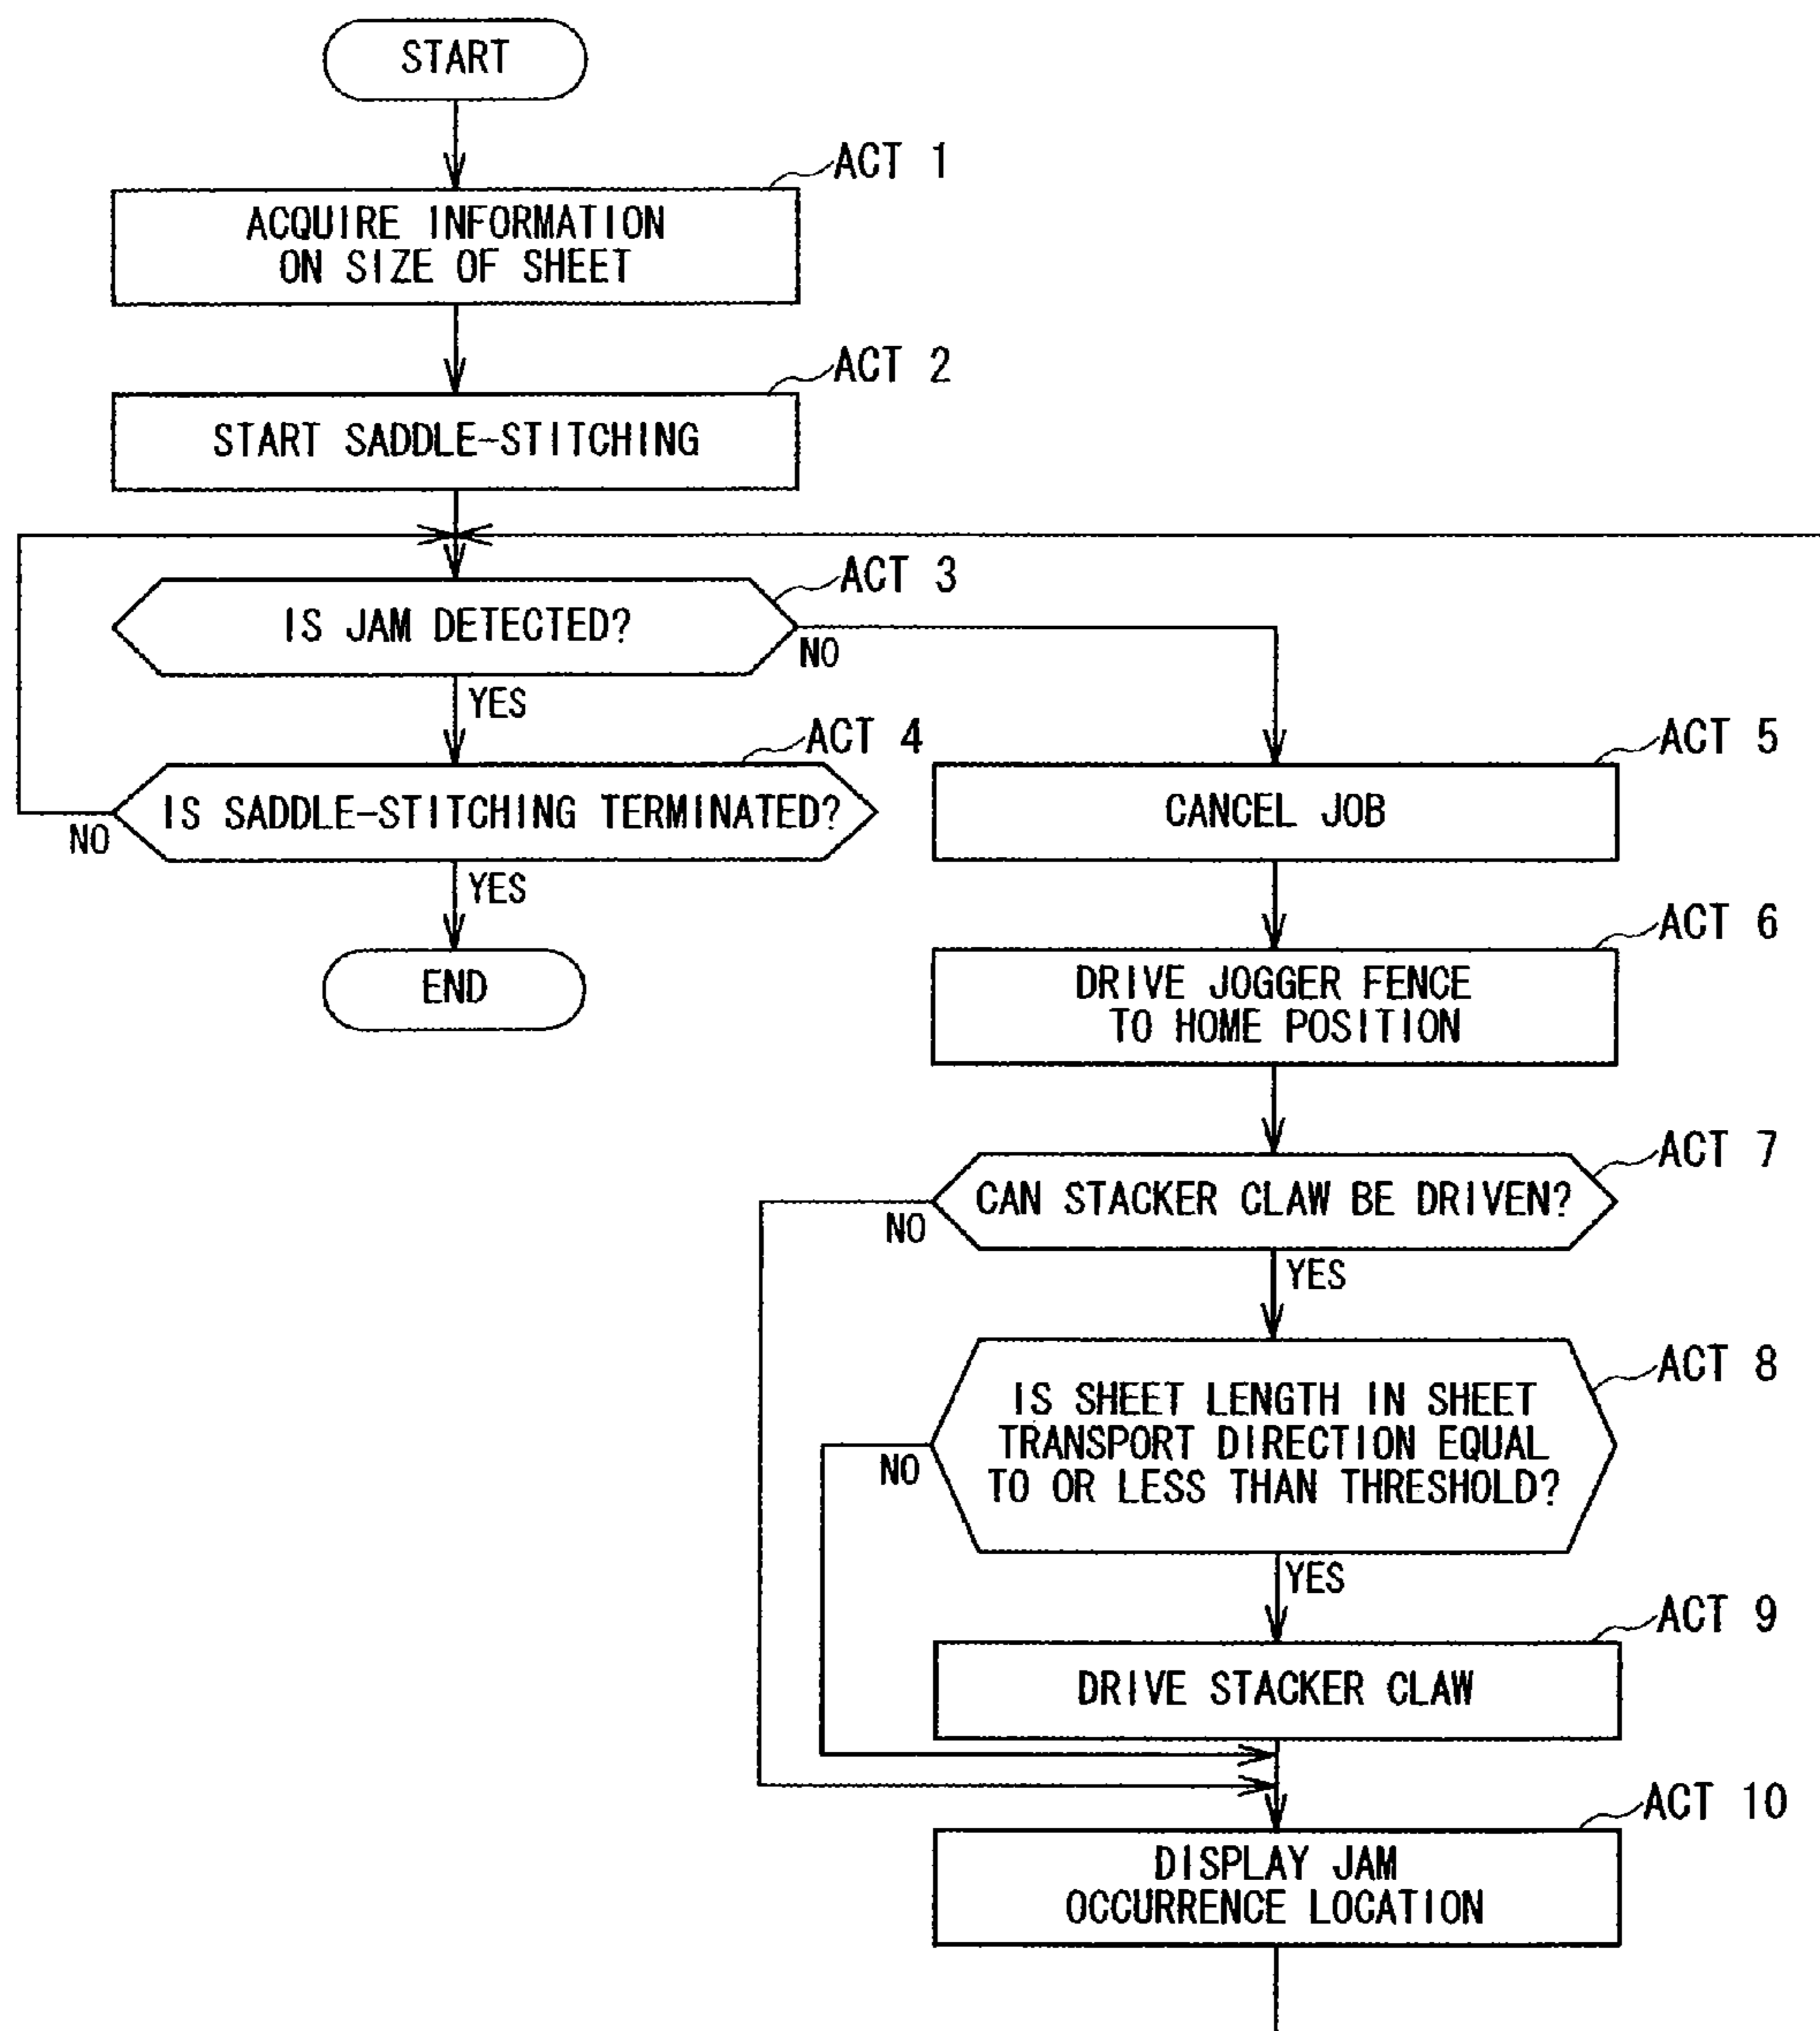 START
ACT 1
ACQUIRE INFORMATION
ON SIZE OF SHEET
ACT 2
START SADDLE-STITCHING
ACT 3
IS JAM DETECTED?
NO
YES
ACT 4
IS SADDLE-STITCHING TERMINATED?
NO
YES
END
ACT 5
CANCEL JOB
ACT 6
DRIVE JOGGER FENCE
TO HOME POSITION
ACT 7
CAN STACKER CLAW BE DRIVEN?
NO
YES
ACT 8
IS SHEET LENGTH IN SHEET
TRANSPORT DIRECTION EQUAL
TO OR LESS THAN THRESHOLD?
NO
YES
ACT 9
DRIVE STACKER CLAW
ACT 10
DISPLAY JAM
OCCURRENCE LOCATION